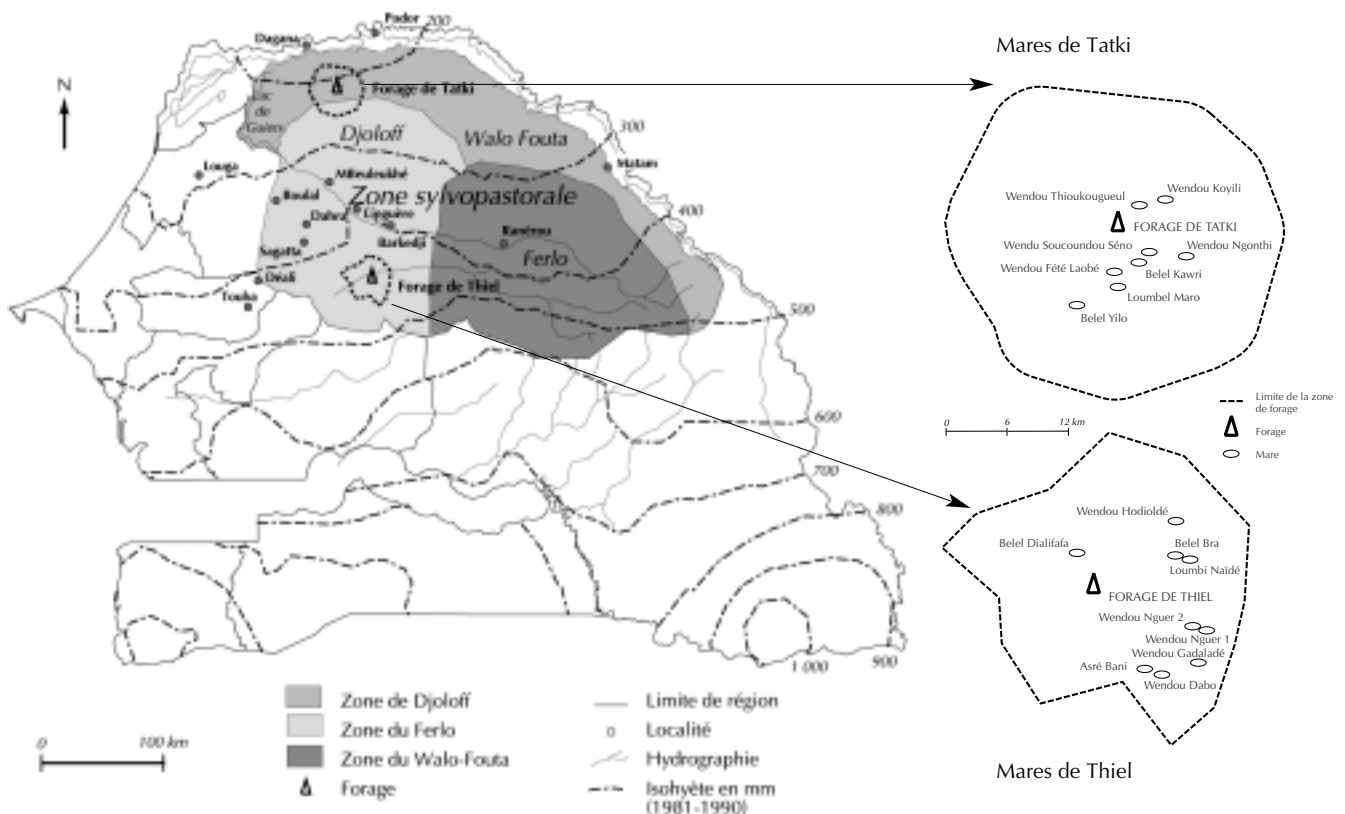 Podor
200
Dagana
N
Forage de Tatki
Lac
de
Guiers
Djoloff
Walo Fouta
300
Matam
Louga
MBeuleukhé
Zone sylvopastorale
Boulal
Dahra
Linguère
400
Ranérou
Sagatta
Barkedji
Ferlo
Déali
Forage de Thiel
Touba
500
600
700
800
900
1 000
Zone de Djoloff
Zone du Ferlo
Zone du Walo-Fouta
Forage
Limite de région
Localité
Hydrographie
Isohyète en mm
(1981-1990)
0 100 km
Mares de Tatki
Wendou Thioukougueul
Wendou Koyili
FORAGE DE TATKI
Wendu Soucoundou Séno
Wendou Ngonthi
Wendou Fété Laobé
Belel Kawri
Loumbel Maro
Belel Yilo
0 6 12 km
Limite de la zone
de forage
Forage
Mare
Wendou Hodioldé
Belel Dialifafa
Belel Bra
Loumbi Naïdé
FORAGE DE THIEL
Wendou Nguer 2
Wendou Nguer 1
Wendou Gadaladé
Asré Bani
Wendou Dabo
Mares de Thiel